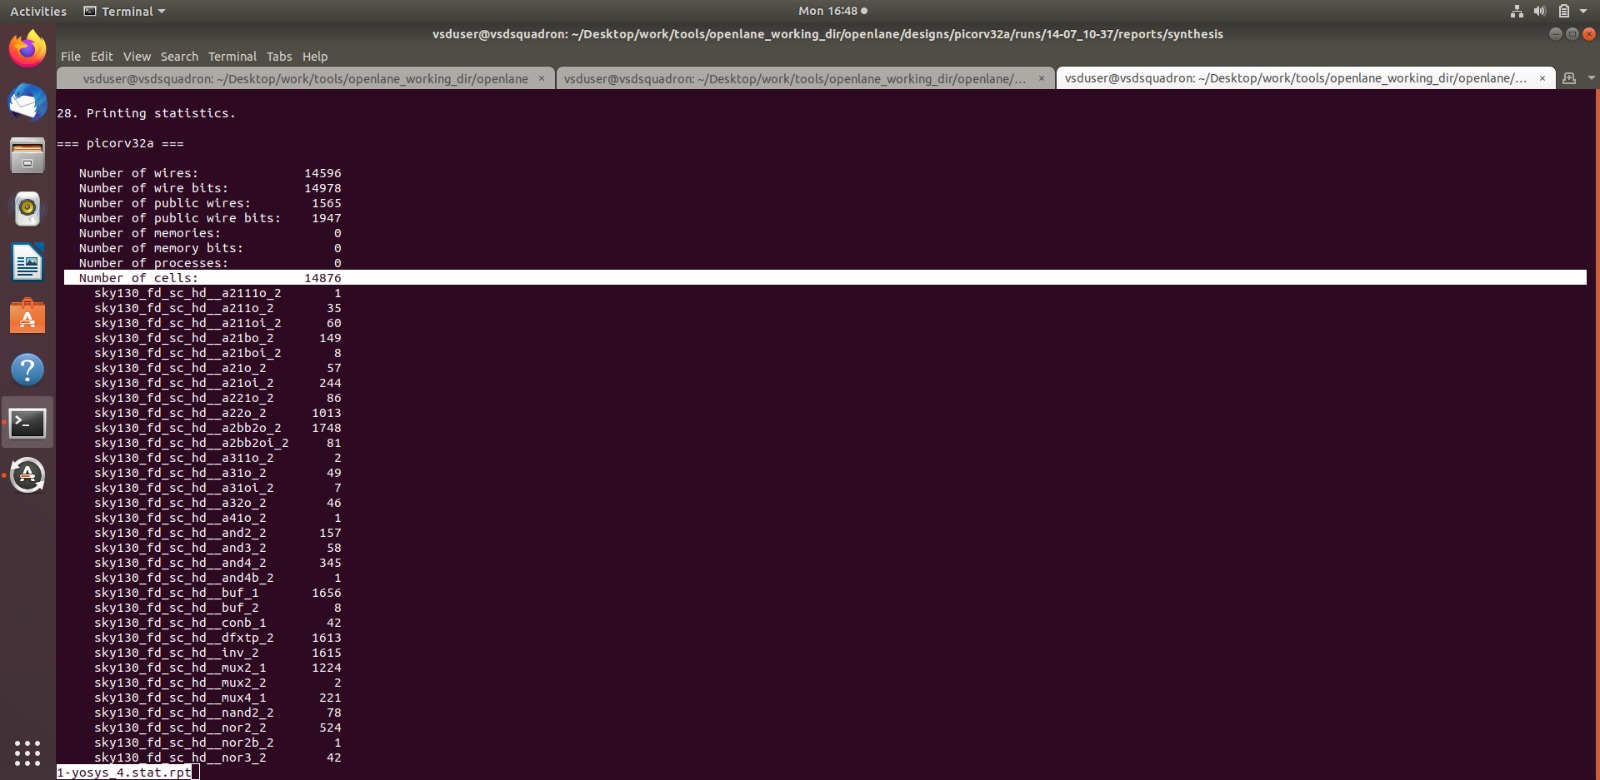 Activities
Terminal
Mon 16:48
vsduser@vsdsquadron: ~/Desktop/work/tools/openlane_working_dir/openlane/designs/picorv32a/runs/14-07_10-37/reports/synthesis
File Edit View Search Terminal Tabs Help
vsduser@vsdsquadron: ~/Desktop/work/tools/openlane_working_dir/openlane ×
vsduser@vsdsquadron: ~/Desktop/work/tools/openlane_working_dir/openlane/... ×
vsduser@vsdsquadron: ~/Desktop/work/tools/openlane_working_dir/openlane/... ×
28. Printing statistics.
=== picorv32a ===
Number of wires: 14596
Number of wire bits: 14978
Number of public wires: 1565
Number of public wire bits: 1947
Number of memories: 0
Number of memory bits: 0
Number of processes: 0
Number of cells: 14876
sky130_fd_sc_hd__a2111o_2 1
sky130_fd_sc_hd__a211o_2 35
sky130_fd_sc_hd__a211oi_2 60
sky130_fd_sc_hd__a21bo_2 149
sky130_fd_sc_hd__a21boi_2 8
sky130_fd_sc_hd__a21o_2 57
sky130_fd_sc_hd__a21oi_2 244
sky130_fd_sc_hd__a221o_2 86
sky130_fd_sc_hd__a22o_2 1013
sky130_fd_sc_hd__a2bb2o_2 1748
sky130_fd_sc_hd__a2bb2oi_2 81
sky130_fd_sc_hd__a311o_2 2
sky130_fd_sc_hd__a31o_2 49
sky130_fd_sc_hd__a31oi_2 7
sky130_fd_sc_hd__a32o_2 46
sky130_fd_sc_hd__a41o_2 1
sky130_fd_sc_hd__and2_2 157
sky130_fd_sc_hd__and3_2 58
sky130_fd_sc_hd__and4_2 345
sky130_fd_sc_hd__and4b_2 1
sky130_fd_sc_hd__buf_1 1656
sky130_fd_sc_hd__buf_2 8
sky130_fd_sc_hd__conb_1 42
sky130_fd_sc_hd__dfxtp_2 1613
sky130_fd_sc_hd__inv_2 1615
sky130_fd_sc_hd__mux2_1 1224
sky130_fd_sc_hd__mux2_2 2
sky130_fd_sc_hd__mux4_1 221
sky130_fd_sc_hd__nand2_2 78
sky130_fd_sc_hd__nor2_2 524
sky130_fd_sc_hd__nor2b_2 1
sky130_fd_sc_hd__nor3_2 42
1-yosys_4.stat.rpt